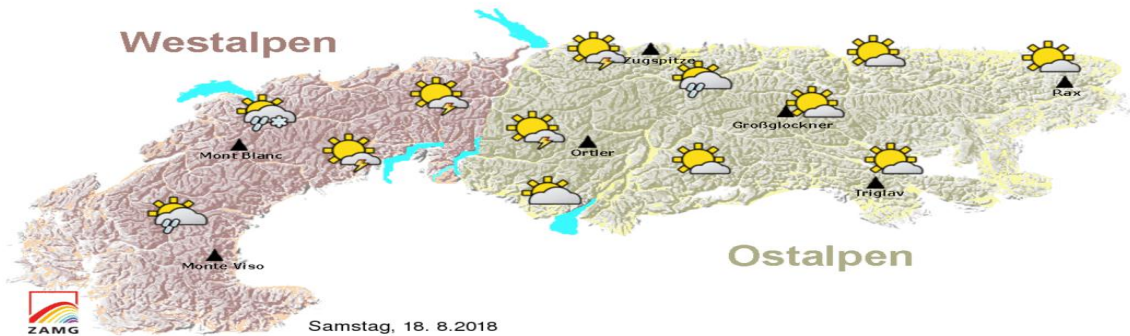 Westalpen
Zugspitze
Rax
Großglockner
Mont Blanc
Ortler
Triglav
Ostalpen
Monte Viso
ZAMG
Samstag, 18. 8.2018